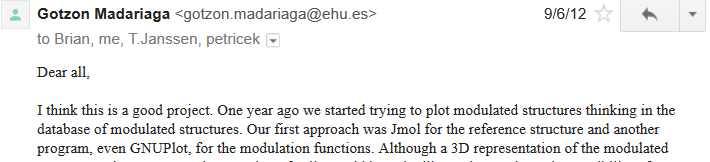 Gotzon Madariaga <gotzon.madariaga@ehu.es> 9/6/12
to Brian, me, T.Janssen, petricek
Dear all,
I think this is a good project. One year ago we started trying to plot modulated structures thinking in the
database of modulated structures. Our first approach was Jmol for the reference structure and another
program, even GNUPlot, for the modulation functions. Although a 3D representation of the modulated